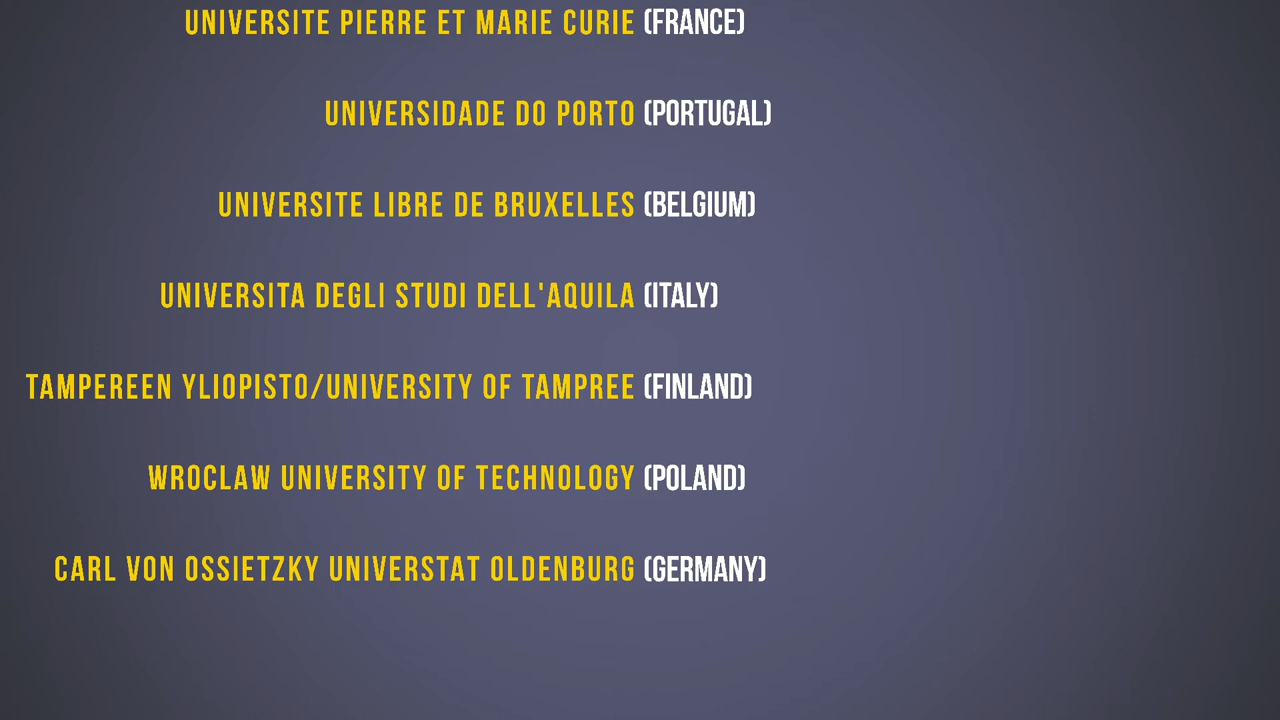 UNIVERSITE PIERRE ET MARIE CURIE (FRANCE)
UNIVERSIDADE DO PORTO (PORTUGAL)
UNIVERSITE LIBRE DE BRUXELLES (BELGIUM)
UNIVERSITA DEGLI STUDI DELL'AQUILA (ITALY)
TAMPEREEN YLIOPISTO/UNIVERSITY OF TAMPREE (FINLAND)
WROCLAW UNIVERSITY OF TECHNOLOGY (POLAND)
CARL VON OSSIETZKY UNIVERSTAT OLDENBURG (GERMANY)